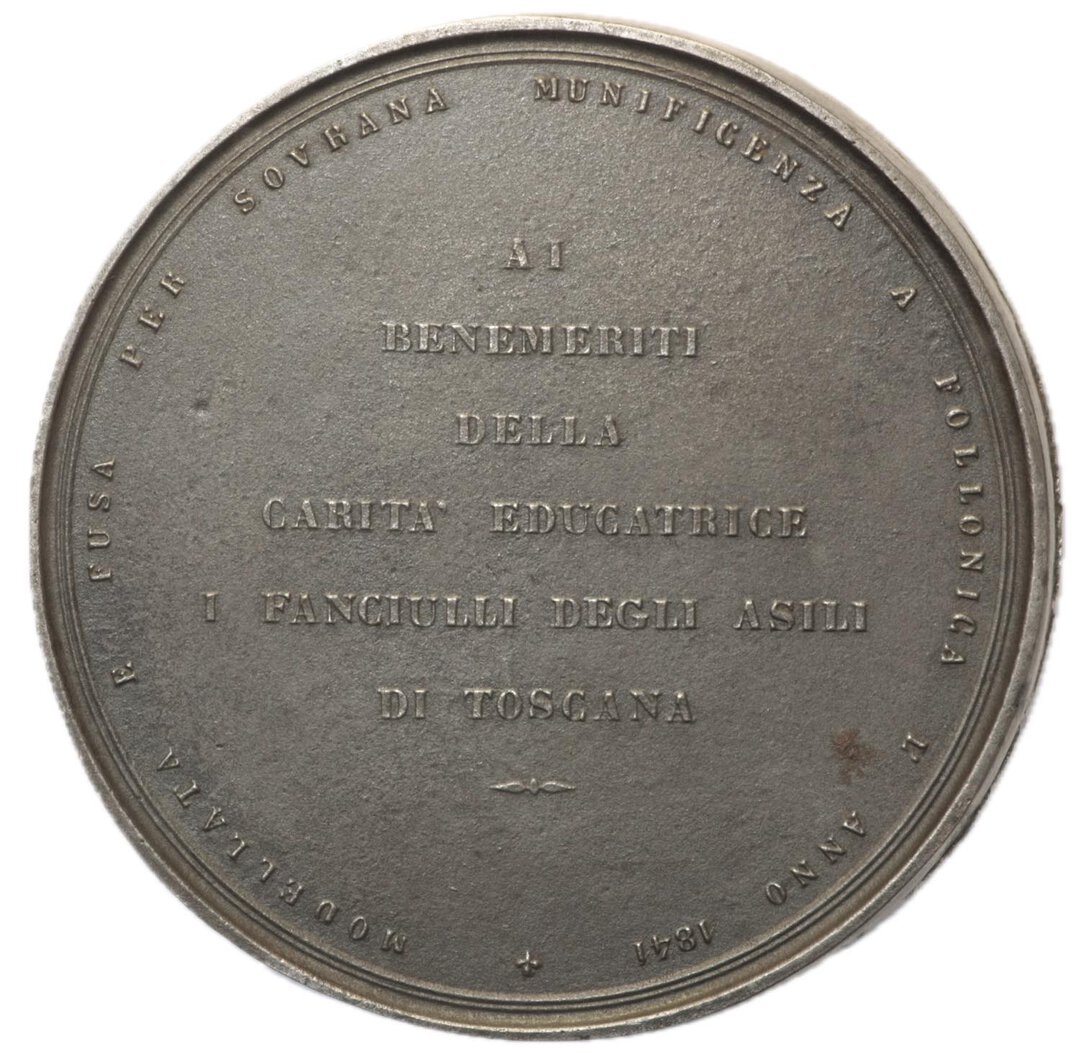 MODELLATA E FUSA PER SOVRANA MUNIFICENZA A FOLLONICA L' ANNO 1841
AI
BENEMERITI
DELLA
CARITA' EDUCATRICE
I FANCIULLI DEGLI ASILI
DI TOSCANA